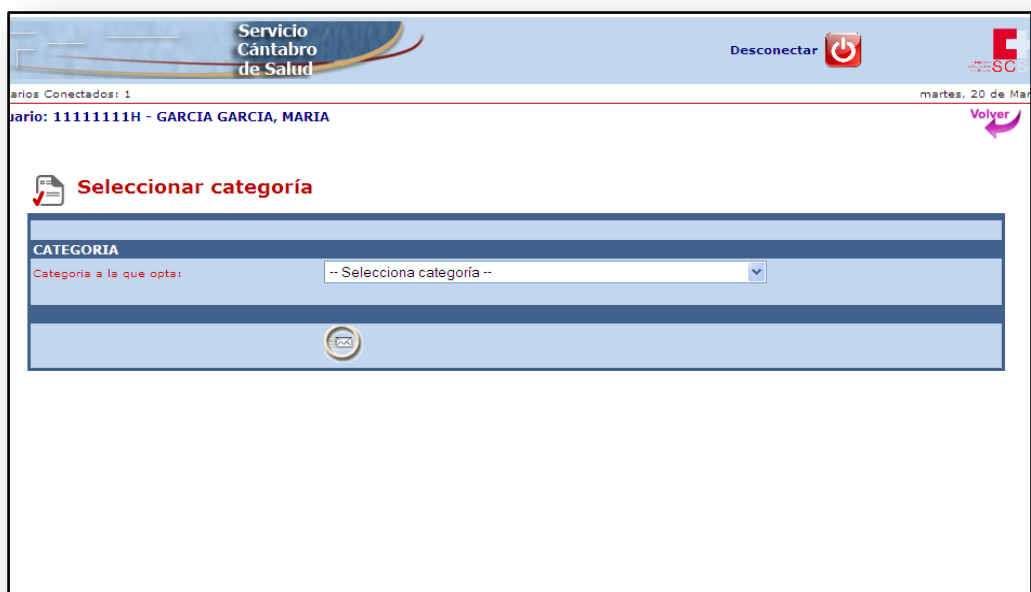 Servicio
Cántabro
de Salud
Desconectar
SCS
arios Conectados: 1
martes, 20 de Mar
uario: 11111111H - GARCIA GARCIA, MARIA
Volver
Seleccionar categoría
CATEGORIA
Categoria a la que opta:
-- Selecciona categoría --